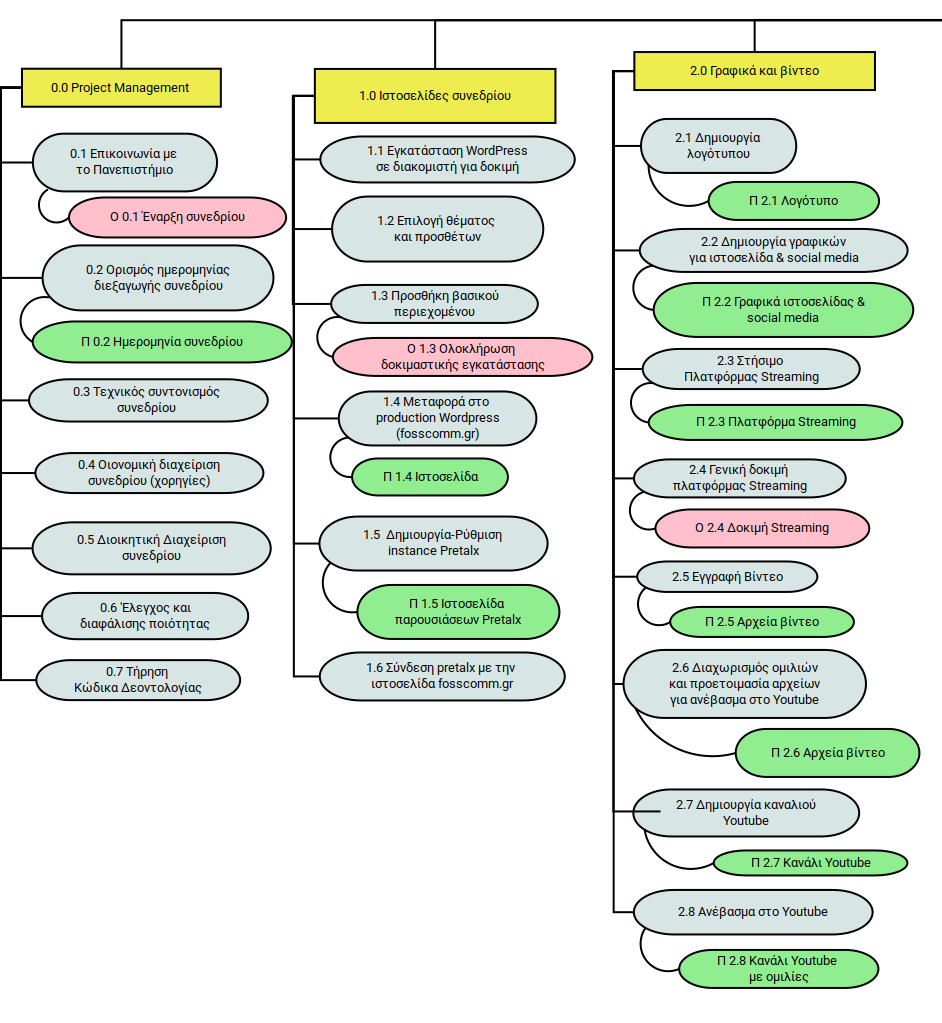 0.0 Project Management
0.1 Επικοινωνία με
το Πανεπιστήμιο
Ο 0.1 Έναρξη συνεδρίου
0.2 Ορισμός ημερομηνίας
διεξαγωγής συνεδρίου
Π 0.2 Ημερομηνία συνεδρίου
0.3 Τεχνικός συντονισμός
συνεδρίου
0.4 Οιονομική διαχείριση
συνεδρίου (χορηγίες)
0.5 Διοικητική Διαχείριση
συνεδρίου
0.6 Έλεγχος και
διαφάλισης ποιότητας
0.7 Τήρηση
Κώδικα Δεοντολογίας
1.0 Ιστοσελίδες συνεδρίου
1.1 Εγκατάσταση WordPress
σε διακομιστή για δοκιμή
1.2 Επιλογή θέματος
και προσθέτων
1.3 Προσθήκη βασικού
περιεχομένου
Ο 1.3 Ολοκλήρωση
δοκιμαστικής εγκατάστασης
1.4 Μεταφορά στο
production Wordpress
(fosscomm.gr)
Π 1.4 Ιστοσελίδα
1.5 Δημιουργία-Ρύθμιση
instance Pretalx
Π 1.5 Ιστοσελίδα
παρουσιάσεων Pretalx
1.6 Σύνδεση pretalx με την
ιστοσελίδα fosscomm.gr
2.0 Γραφικά και βίντεο
2.1 Δημιουργία
λογότυπου
Π 2.1 Λογότυπο
2.2 Δημιουργία γραφικών
για ιστοσελίδα & social media
Π 2.2 Γραφικά ιστοσελίδας &
social media
2.3 Στήσιμο
Πλατφόρμας Streaming
Π 2.3 Πλατφόρμα Streaming
2.4 Γενική δοκιμή
πλατφόρμας Streaming
Ο 2.4 Δοκιμή Streaming
2.5 Εγγραφή Βίντεο
Π 2.5 Αρχεία βίντεο
2.6 Διαχωρισμός ομιλιών
και προετοιμασία αρχείων
για ανέβασμα στο Youtube
Π 2.6 Αρχεία βίντεο
2.7 Δημιουργία καναλιού
Youtube
Π 2.7 Κανάλι Youtube
2.8 Ανέβασμα στο Youtube
Π 2.8 Κανάλι Youtube
με ομιλίες